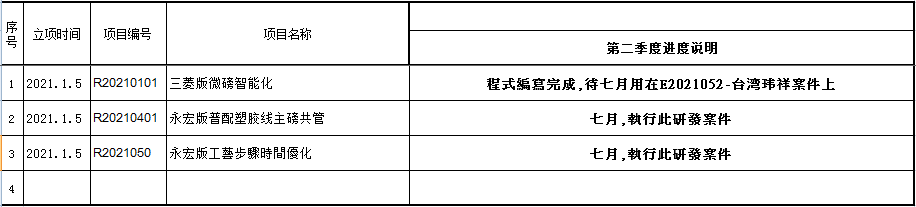 序号 立项时间 项目编号 项目名称 第二季度进度说明
1 2021.1.5 R20210101 三菱版微磅智能化 程式編寫完成,待七月用在E2021052-台湾玮祥案件上
2 2021.1.5 R20210401 永宏版普配塑胶线主磅共管 七月,執行此研發案件
3 2021.1.5 R2021050 永宏版工藝步驟時間優化 七月,執行此研發案件
4